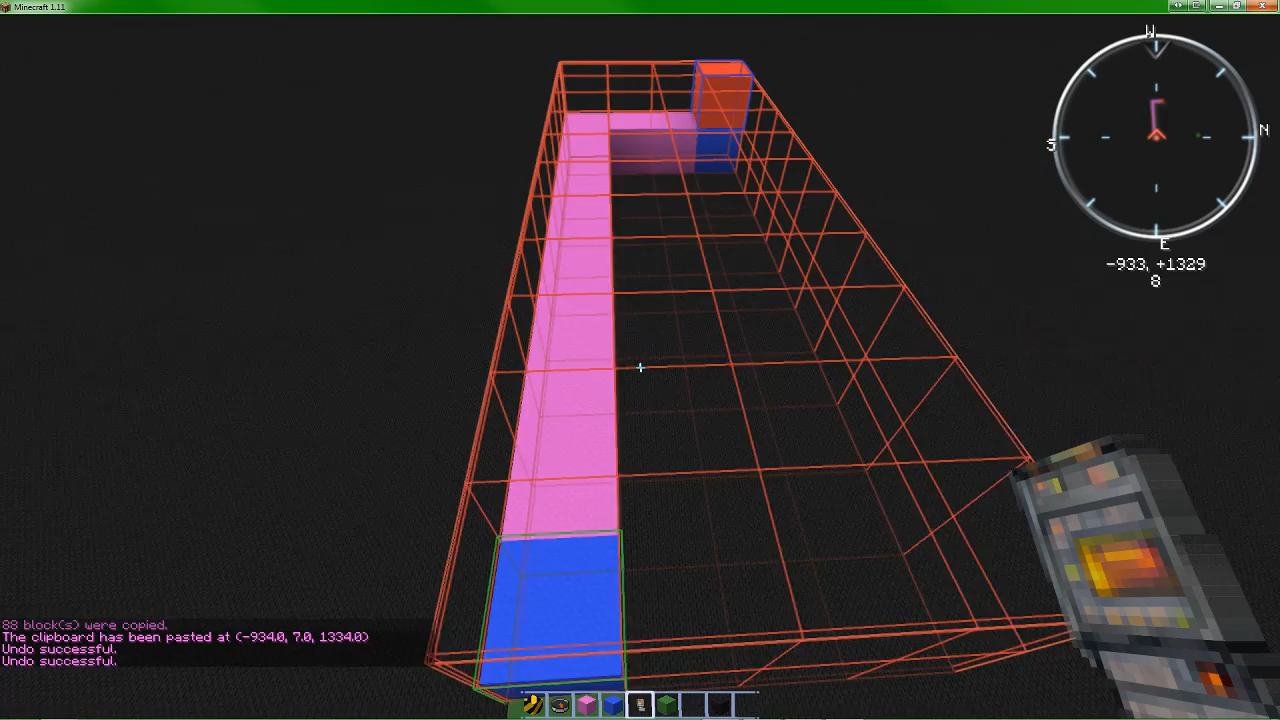 Minecraft 1.11
W
S
N
E
-933, +1329
8
88 block(s) were copied.
The clipboard has been pasted at (-934.0, 7.0, 1334.0)
Undo successful.
Undo successful.